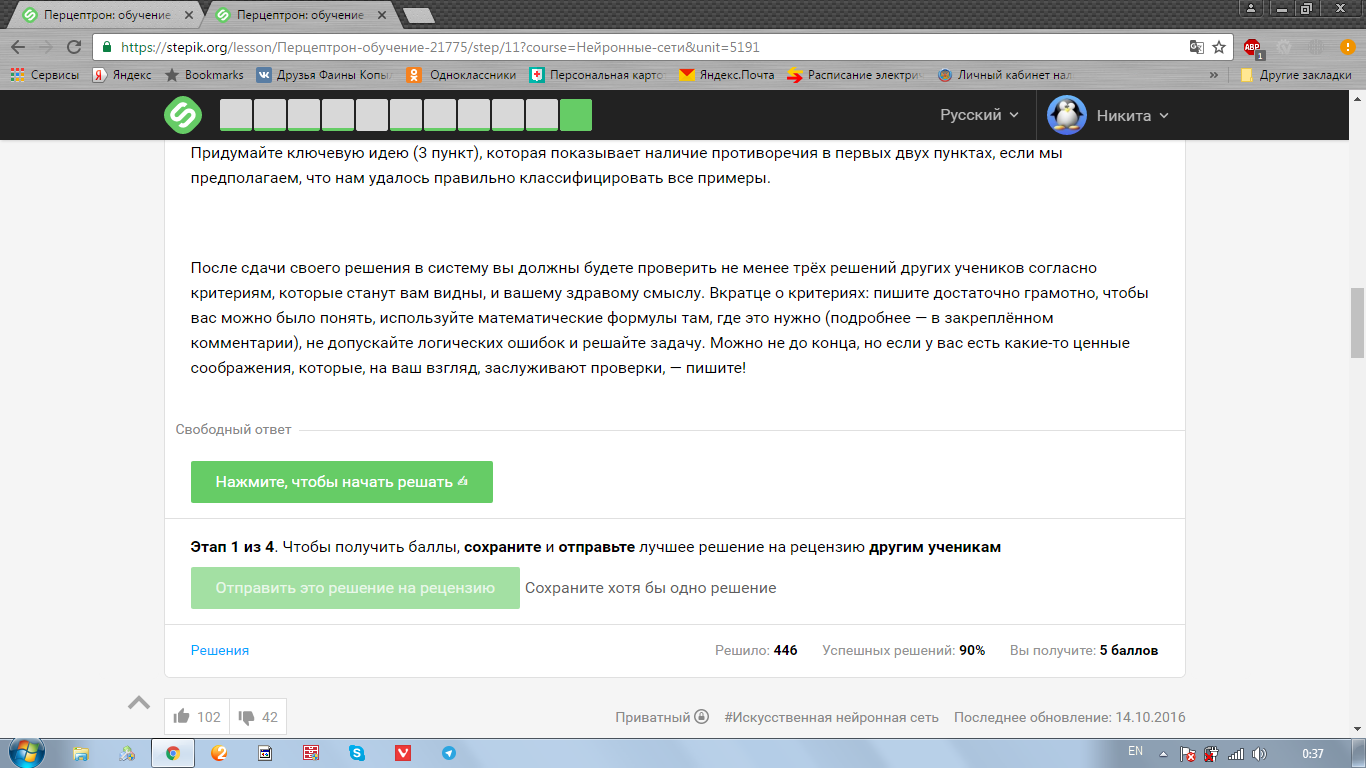 Перцептрон: обучение
Перцептрон: обучение
https://stepik.org/lesson/Перцептрон-обучение-21775/step/11?course=Нейронные-сети&unit=5191
ABP
1
Сервисы
Яндекс
Bookmarks
Друзья Фаины Копы
Одноклассники
Персональная карто
Яндекс.Почта
Расписание электри
Личный кабинет нал
»
Другие закладки
Русский
Никита
Придумайте ключевую идею (3 пункт), которая показывает наличие противоречия в первых двух пунктах, если мы
предполагаем, что нам удалось правильно классифицировать все примеры.
После сдачи своего решения в систему вы должны будете проверить не менее трёх решений других учеников согласно
критериям, которые станут вам видны, и вашему здравому смыслу. Вкратце о критериях: пишите достаточно грамотно, чтобы
вас можно было понять, используйте математические формулы там, где это нужно (подробнее — в закреплённом
комментарии), не допускайте логических ошибок и решайте задачу. Можно не до конца, но если у вас есть какие-то ценные
соображения, которые, на ваш взгляд, заслуживают проверки, — пишите!
Свободный ответ
Нажмите, чтобы начать решать ✍
Этап 1 из 4. Чтобы получить баллы, сохраните и отправьте лучшее решение на рецензию другим ученикам
Отправить это решение на рецензию Сохраните хотя бы одно решение
Решения Решило: 446 Успешных решений: 90% Вы получите: 5 баллов
102 42 Приватный #Искусственная нейронная сеть Последнее обновление: 14.10.2016
EN 0:37